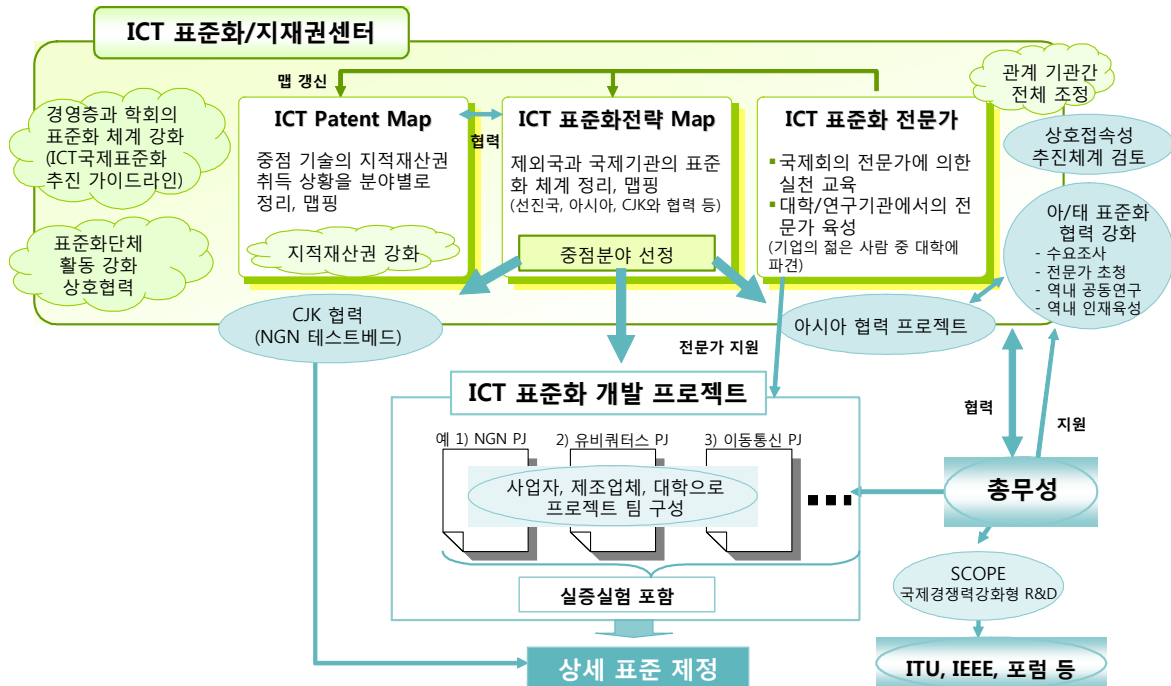 ICT 표준화/지재권센터
맵 갱신
관계 기관간
전체 조정
경영층과 학회의
표준화 체계 강화
(ICT국제표준화
추진 가이드라인)
표준화단체
활동 강화
상호협력
ICT Patent Map
중점 기술의 지적재산권
취득 상황을 분야별로
정리, 맵핑
지적재산권 강화
협력
ICT 표준화전략 Map
제외국과 국제기관의 표준
화 체계 정리, 맵핑
(선진국, 아시아, CJK와 협력 등)
중점분야 선정
ICT 표준화 전문가
▪국제회의 전문가에 의한
실천 교육
▪대학/연구기관에서의 전
문가 육성
(기업의 젊은 사람 중 대학에
파견)
상호접속성
추진체계 검토
아/태 표준화
협력 강화
- 수요조사
- 전문가 초청
- 역내 공동연구
- 역내 인재육성
CJK 협력
(NGN 테스트베드)
아시아 협력 프로젝트
전문가 지원
ICT 표준화 개발 프로젝트
예 1) NGN PJ
2) 유비쿼터스 PJ
3) 이동통신 PJ
사업자, 제조업체, 대학으로
프로젝트 팀 구성
실증실험 포함
상세 표준 제정
협력
지원
총무성
SCOPE
국제경쟁력강화형 R&D
ITU, IEEE, 포럼 등